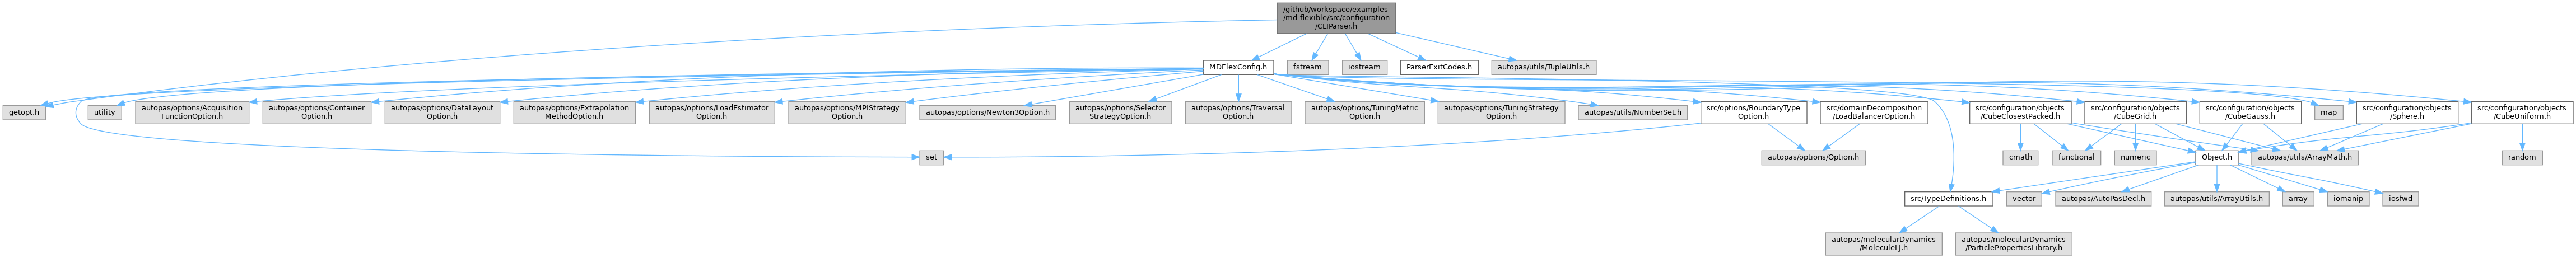 /github/workspace/examples
/md-flexible/src/configuration
/CLIParser.h
MDFlexConfig.h
fstream
iostream
ParserExitCodes.h
autopas/utils/TupleUtils.h
getopt.h
utility
autopas/options/Acquisition
FunctionOption.h
autopas/options/Container
Option.h
autopas/options/DataLayout
Option.h
autopas/options/Extrapolation
MethodOption.h
autopas/options/LoadEstimator
Option.h
autopas/options/MPIStrategy
Option.h
autopas/options/Newton3Option.h
autopas/options/Selector
StrategyOption.h
autopas/options/Traversal
Option.h
autopas/options/TuningMetric
Option.h
autopas/options/TuningStrategy
Option.h
autopas/utils/NumberSet.h
src/options/BoundaryType
Option.h
src/domainDecomposition
/LoadBalancerOption.h
src/configuration/objects
/CubeClosestPacked.h
src/configuration/objects
/CubeGrid.h
src/configuration/objects
/CubeGauss.h
map
src/configuration/objects
/Sphere.h
src/configuration/objects
/CubeUniform.h
set
autopas/options/Option.h
cmath
functional
numeric
Object.h
autopas/utils/ArrayMath.h
random
src/TypeDefinitions.h
vector
autopas/AutoPasDecl.h
autopas/utils/ArrayUtils.h
array
iomanip
iosfwd
autopas/molecularDynamics
/MoleculeLJ.h
autopas/molecularDynamics
/ParticlePropertiesLibrary.h